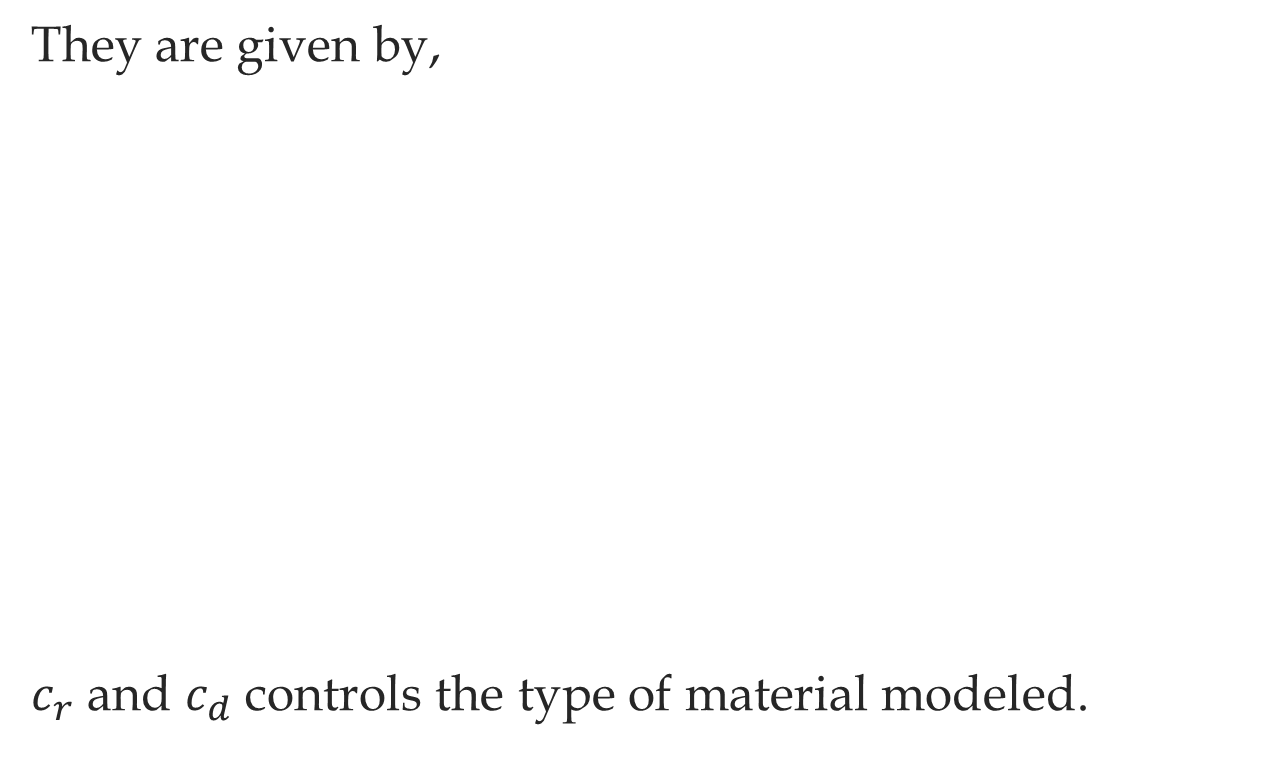 They are given by,
c_r and c_d controls the type of material modeled.